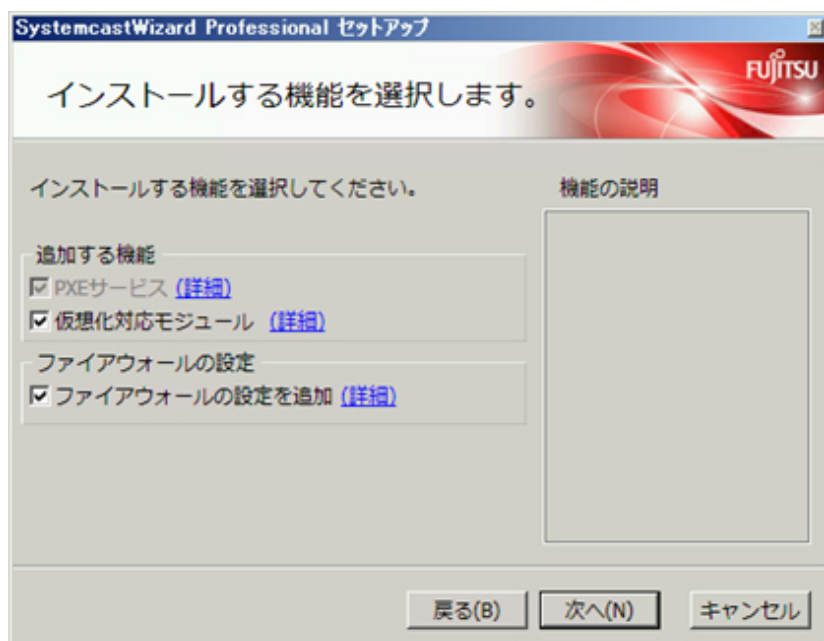 SystemcastWizard Professional セットアップ
FUJITSU
インストールする機能を選択します。
インストールする機能を選択してください。
機能の説明
追加する機能
PXEサービス (詳細)
仮想化対応モジュール (詳細)
ファイアウォールの設定
ファイアウォールの設定を追加 (詳細)
戻る(B) 次へ(N) キャンセル